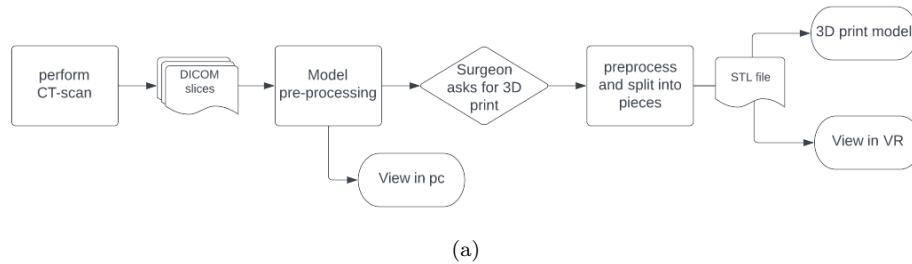 perform
CT-scan
DICOM
slices
Model
pre-processing
Surgeon
asks for 3D
print
preprocess
and split into
pieces
STL file
3D print model
View in VR
View in pc
(a)